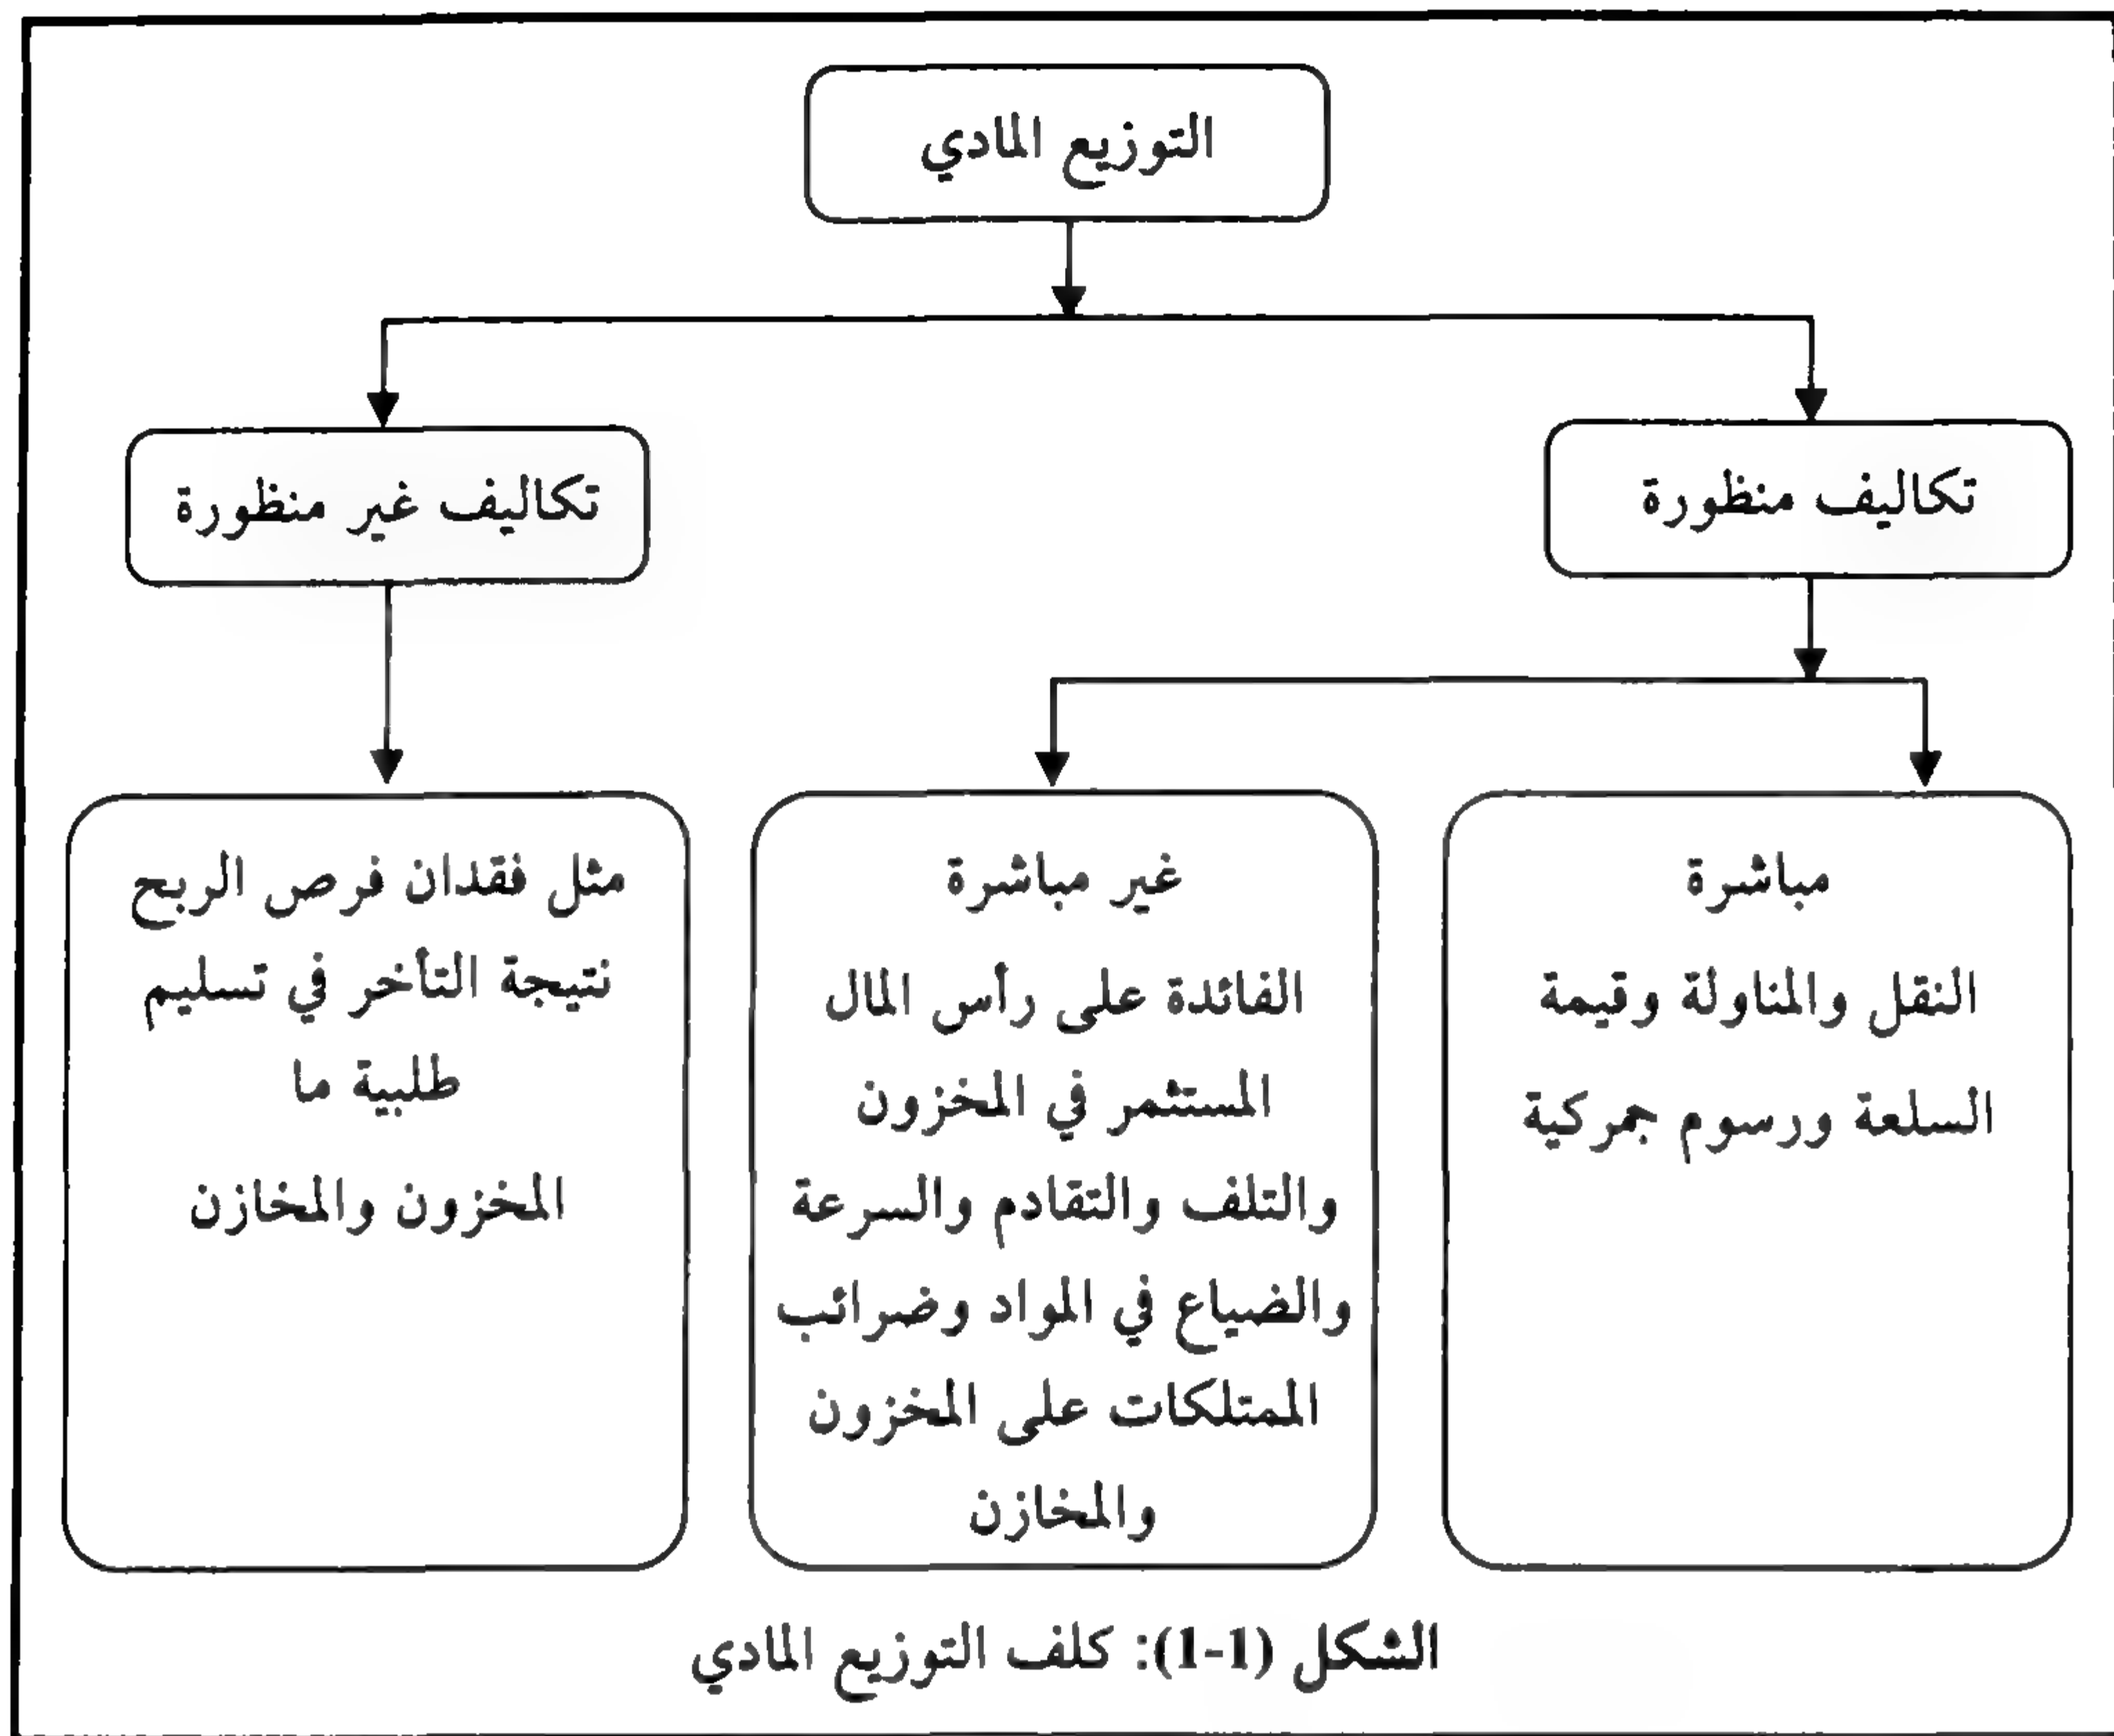 التوزيع المادي
تكاليف منظورة
تكاليف غير منظورة
مباشرة
النقل والمناولة وقيمة
السلعة ورسوم جمركية
غير مباشرة
الفائدة على رأس المال
المستثمر في المخزون
والتلف والتقادم والسرعة
والضياع في المواد وضرائب
الممتلكات على المخزون
والمخازن
مثل فقدان فرص الربح
نتيجة التأخر في تسليم
طلبية ما
المخزون والمخازن
الشكل (1-1): كلف التوزيع المادي